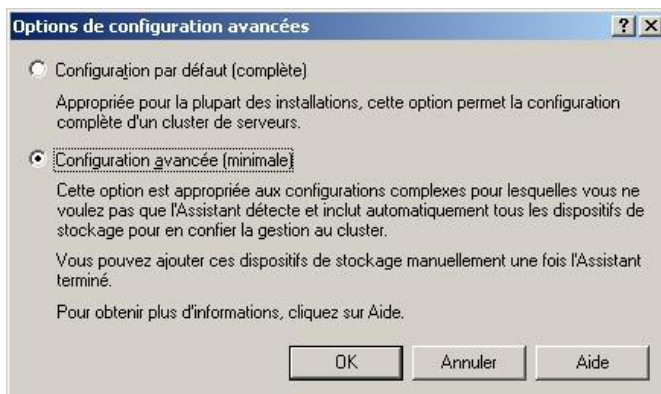 Options de configuration avancées
Configuration par défaut (complète)
Appropriée pour la plupart des installations, cette option permet la configuration
complète d'un cluster de serveurs.
Configuration avancée (minimale)
Cette option est appropriée aux configurations complexes pour lesquelles vous ne
voulez pas que l'Assistant détecte et inclut automatiquement tous les dispositifs de
stockage pour en confier la gestion au cluster.
Vous pouvez ajouter ces dispositifs de stockage manuellement une fois l'Assistant
terminé.
Pour obtenir plus d'informations, cliquez sur Aide.
OK Annuler Aide